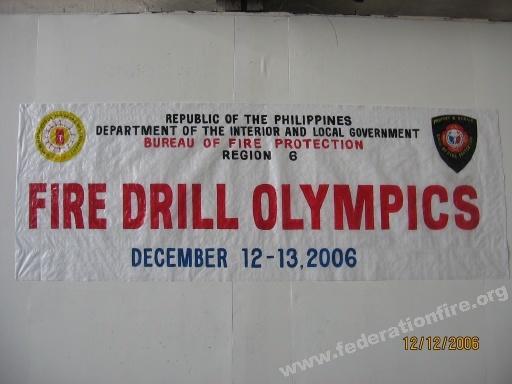 REPUBLIC OF THE PHILIPPINES
DEPARTMENT OF THE INTERIOR AND LOCAL GOVERNMENT
BUREAU OF FIRE PROTECTION
REGION 6
FIRE DRILL OLYMPICS
DECEMBER 12-13,2006
www.federationfire.org
12/12/2006